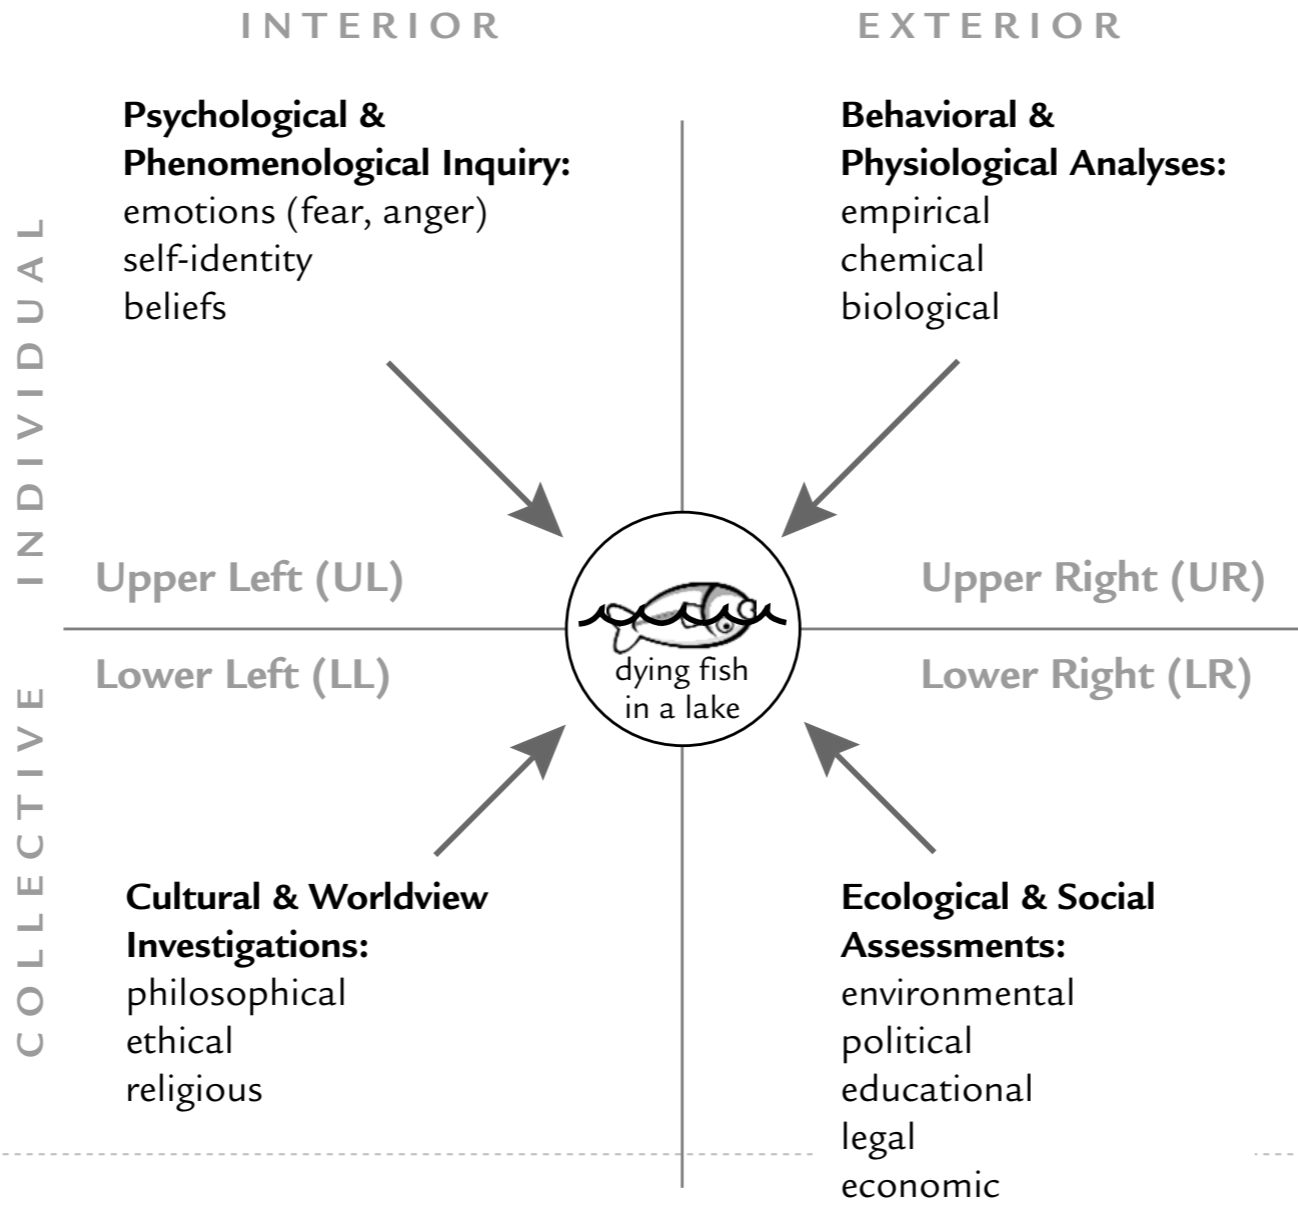 INTERIOR
EXTERIOR
INDIVIDUAL
COLLECTIVE
Psychological &
Phenomenological Inquiry:
emotions (fear, anger)
self-identity
beliefs
Behavioral &
Physiological Analyses:
empirical
chemical
biological
Upper Left (UL)
Upper Right (UR)
dying fish
in a lake
Lower Left (LL)
Lower Right (LR)
Cultural & Worldview
Investigations:
philosophical
ethical
religious
Ecological & Social
Assessments:
environmental
political
educational
legal
economic